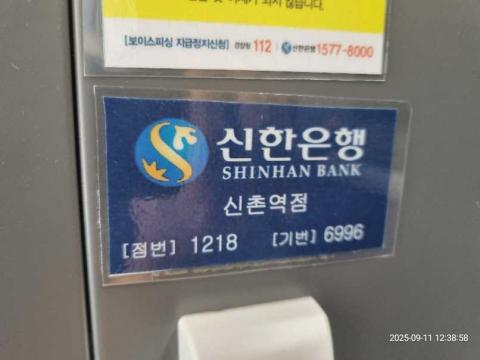 [보이스피싱 지급정지신청] 경찰청 112 | 신한은행 1577-8000
신한은행
SHINHAN BANK
신촌역점
[점번] 1218 [기번] 6996
2025-09-11 12:38:58